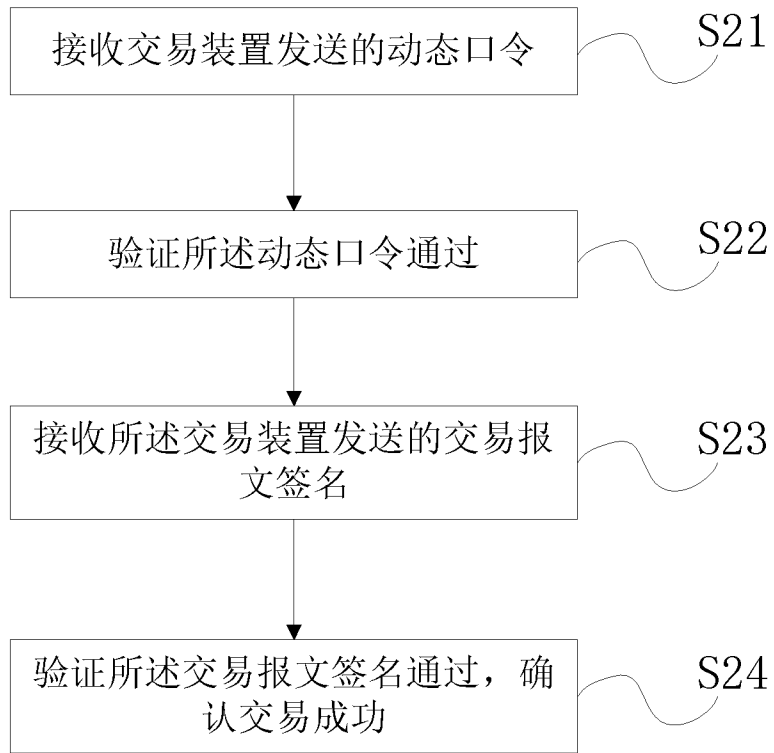 接收交易装置发送的动态口令
S21
验证所述动态口令通过
S22
接收所述交易装置发送的交易报
文签名
S23
验证所述交易报文签名通过，确
认交易成功
S24